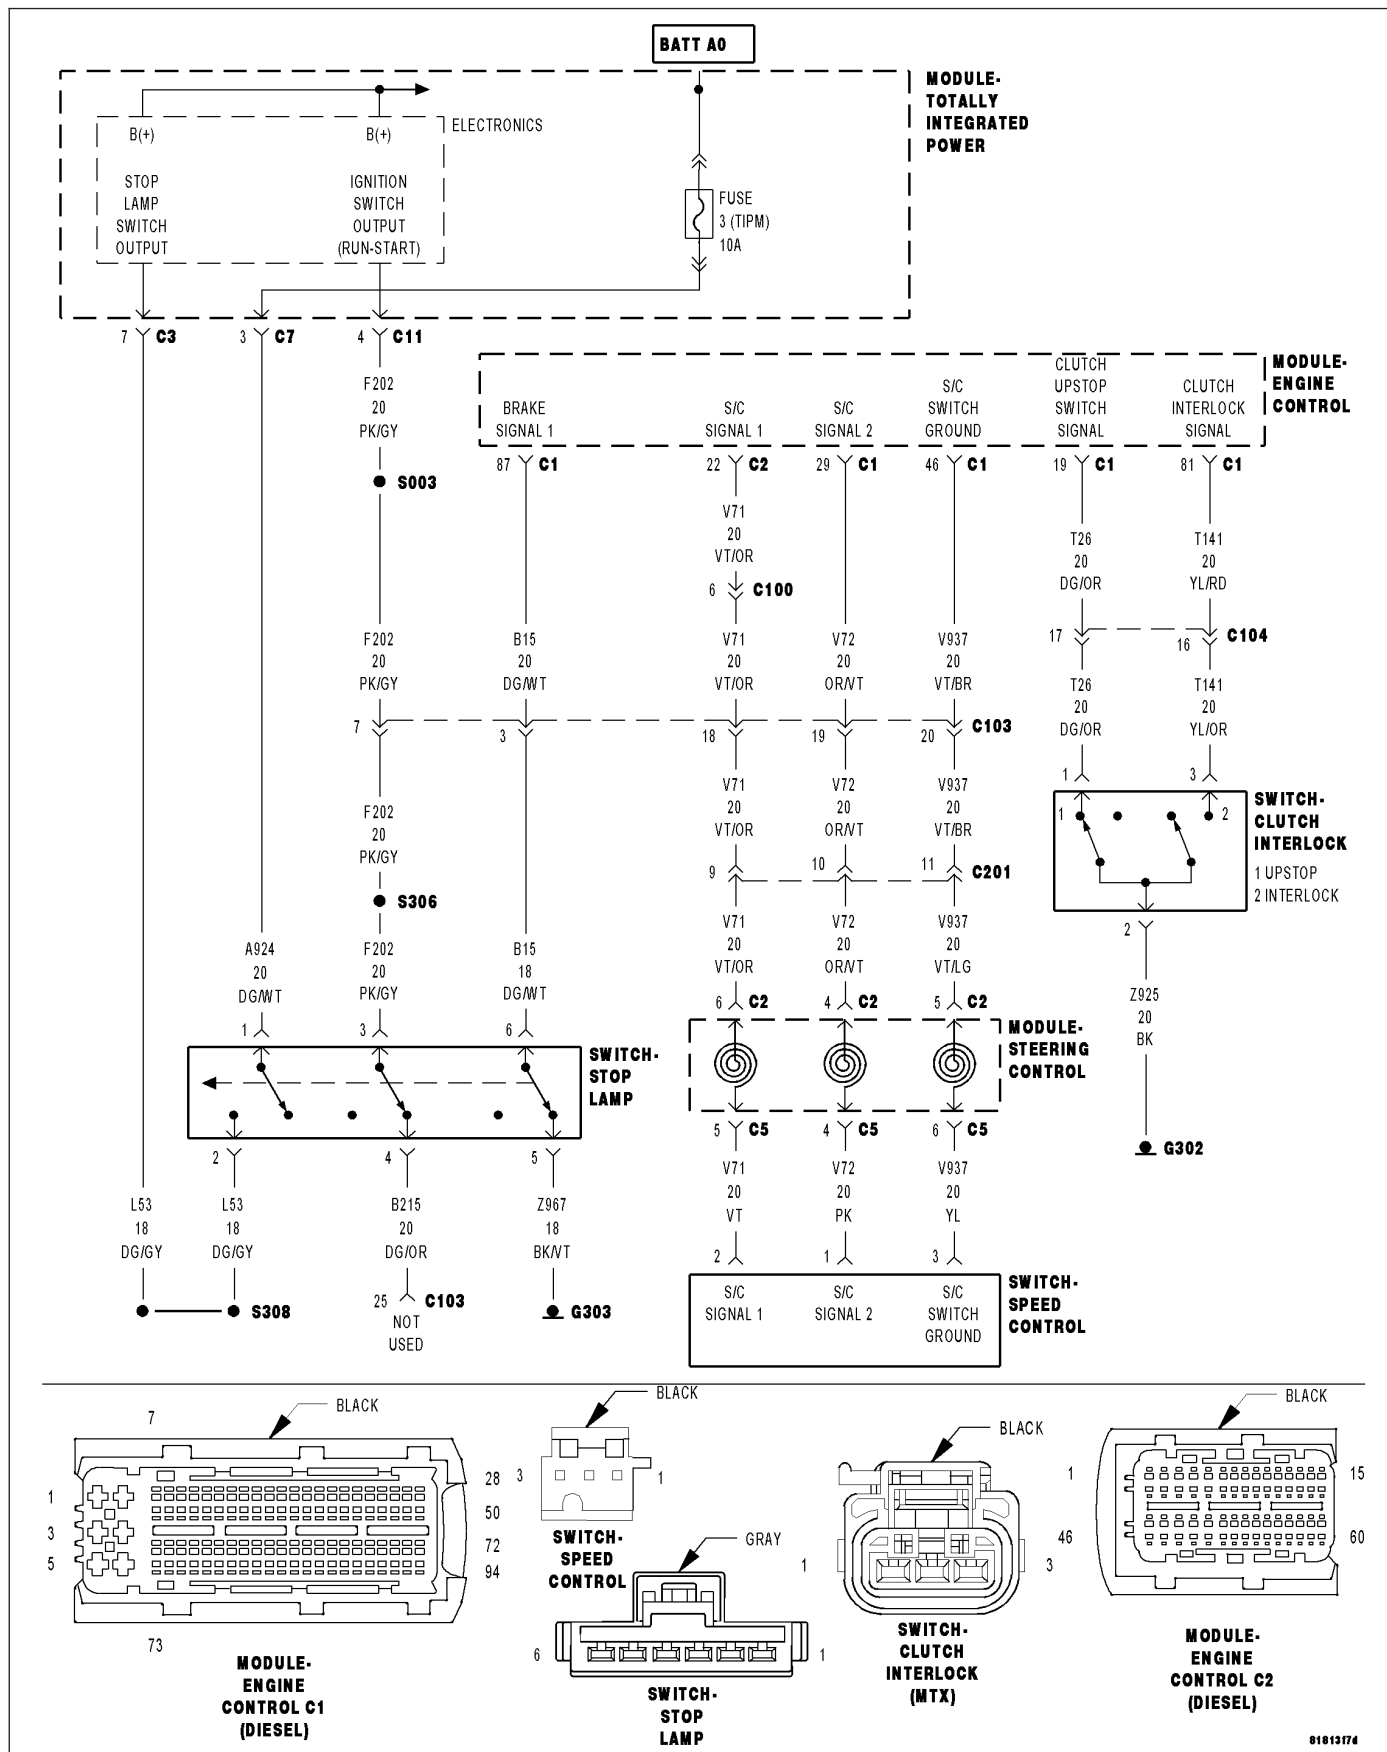 BATT A0
MODULE-
TOTALLY
INTEGRATED
POWER
ELECTRONICS
B(+)
B(+)
STOP
LAMP
SWITCH
OUTPUT
IGNITION
SWITCH
OUTPUT
(RUN-START)
FUSE
3 (TIPM)
10A
7 C3
3 C7
4 C11
F202
20
PK/GY
S003
MODULE-
ENGINE
CONTROL
BRAKE
SIGNAL 1
S/C
SIGNAL 1
S/C
SIGNAL 2
S/C
SWITCH
GROUND
CLUTCH
UPSTOP
SWITCH
SIGNAL
CLUTCH
INTERLOCK
SIGNAL
87 C1
22 C2
29 C1
46 C1
19 C1
81 C1
V71
20
VT/OR
6 C100
T26
20
DG/OR
T141
20
YL/RD
17
16
C104
F202
20
PK/GY
B15
20
DG/WT
V71
20
VT/OR
V72
20
OR/VT
V937
20
VT/BR
T26
20
DG/OR
T141
20
YL/OR
7
3
18
19
20
C103
1
3
SWITCH-
CLUTCH
INTERLOCK
1 UPSTOP
2 INTERLOCK
1
2
2
F202
20
PK/GY
V71
20
VT/OR
V72
20
OR/VT
V937
20
VT/BR
9
10
11
C201
S306
A924
20
DG/WT
F202
20
PK/GY
B15
18
DG/WT
V71
20
VT/OR
V72
20
OR/VT
V937
20
VT/LG
Z925
20
BK
G302
1
3
6
6 C2
4 C2
5 C2
SWITCH-
STOP
LAMP
MODULE-
STEERING
CONTROL
2
4
5
5 C5
4 C5
6 C5
L53
18
DG/GY
L53
18
DG/GY
B215
20
DG/OR
Z967
18
BK/VT
V71
20
VT
V72
20
PK
V937
20
YL
S308
25 C103
NOT
USED
G303
2
1
3
S/C
SIGNAL 1
S/C
SIGNAL 2
S/C
SWITCH
GROUND
SWITCH-
SPEED
CONTROL
7
BLACK
1
3
5
28
50
72
94
73
MODULE-
ENGINE
CONTROL C1
(DIESEL)
BLACK
3
1
SWITCH-
SPEED
CONTROL
GRAY
6
1
SWITCH-
STOP
LAMP
BLACK
1
3
SWITCH-
CLUTCH
INTERLOCK
(MTX)
BLACK
1
15
46
60
MODULE-
ENGINE
CONTROL C2
(DIESEL)
8181317d